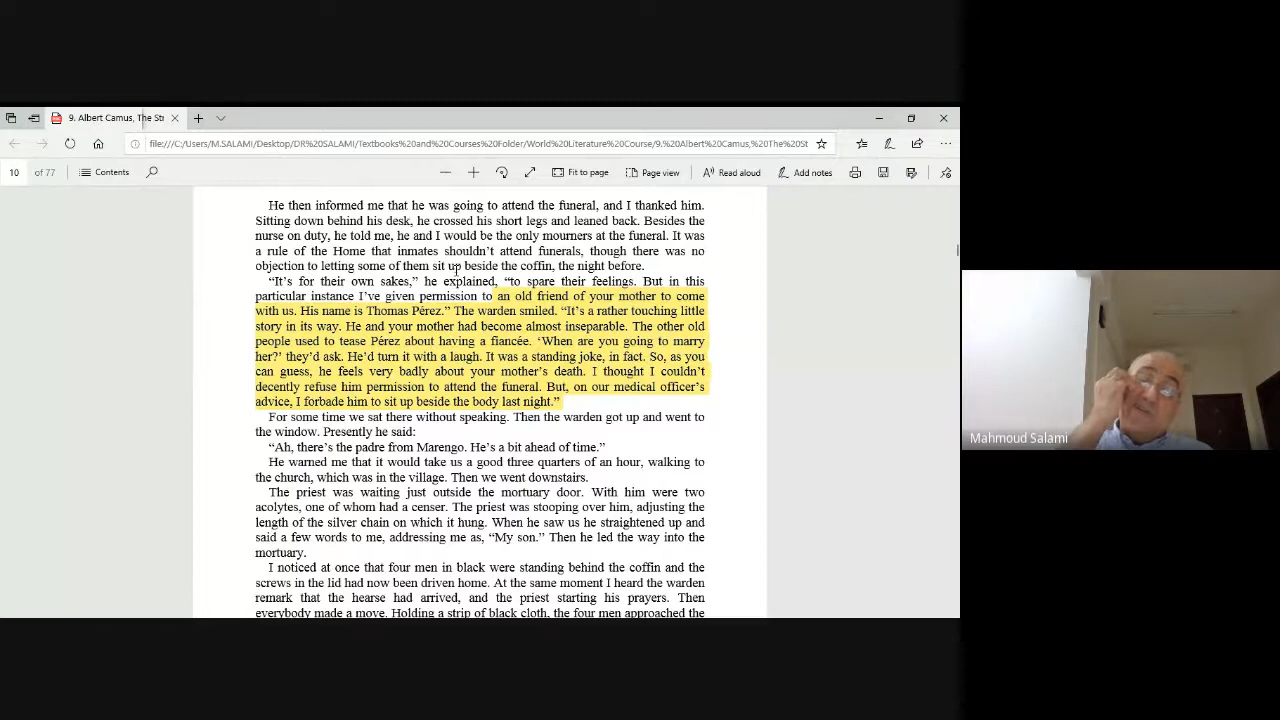 9. Albert Camus, The Str
file:///C:/Users/M.SALAMI/Desktop/DR%20SALAMI/Textbooks%20and%20Courses%20Folder/World%20Literature%20Course/9.%20Albert%20Camus,%20The%20St
10 of 77 Contents Fit to page Page view Read aloud Add notes
He then informed me that he was going to attend the funeral, and I thanked him.
Sitting down behind his desk, he crossed his short legs and leaned back. Besides the
nurse on duty, he told me, he and I would be the only mourners at the funeral. It was
a rule of the Home that inmates shouldn’t attend funerals, though there was no
objection to letting some of them sit up beside the coffin, the night before.
“It’s for their own sakes,” he explained, “to spare their feelings. But in this
particular instance I’ve given permission to an old friend of your mother to come
with us. His name is Thomas Pérez.” The warden smiled. “It’s a rather touching little
story in its way. He and your mother had become almost inseparable. The other old
people used to tease Pérez about having a fiancée. ‘When are you going to marry
her?’ they’d ask. He’d turn it with a laugh. It was a standing joke, in fact. So, as you
can guess, he feels very badly about your mother’s death. I thought I couldn’t
decently refuse him permission to attend the funeral. But, on our medical officer’s
advice, I forbade him to sit up beside the body last night.”
For some time we sat there without speaking. Then the warden got up and went to
the window. Presently he said:
“Ah, there’s the padre from Marengo. He’s a bit ahead of time.”
He warned me that it would take us a good three quarters of an hour, walking to
the church, which was in the village. Then we went downstairs.
The priest was waiting just outside the mortuary door. With him were two
acolytes, one of whom had a censer. The priest was stooping over him, adjusting the
length of the silver chain on which it hung. When he saw us he straightened up and
said a few words to me, addressing me as, “My son.” Then he led the way into the
mortuary.
I noticed at once that four men in black were standing behind the coffin and the
screws in the lid had now been driven home. At the same moment I heard the warden
remark that the hearse had arrived, and the priest starting his prayers. Then
everybody made a move. Holding a strip of black cloth, the four men approached the
Mahmoud Salami